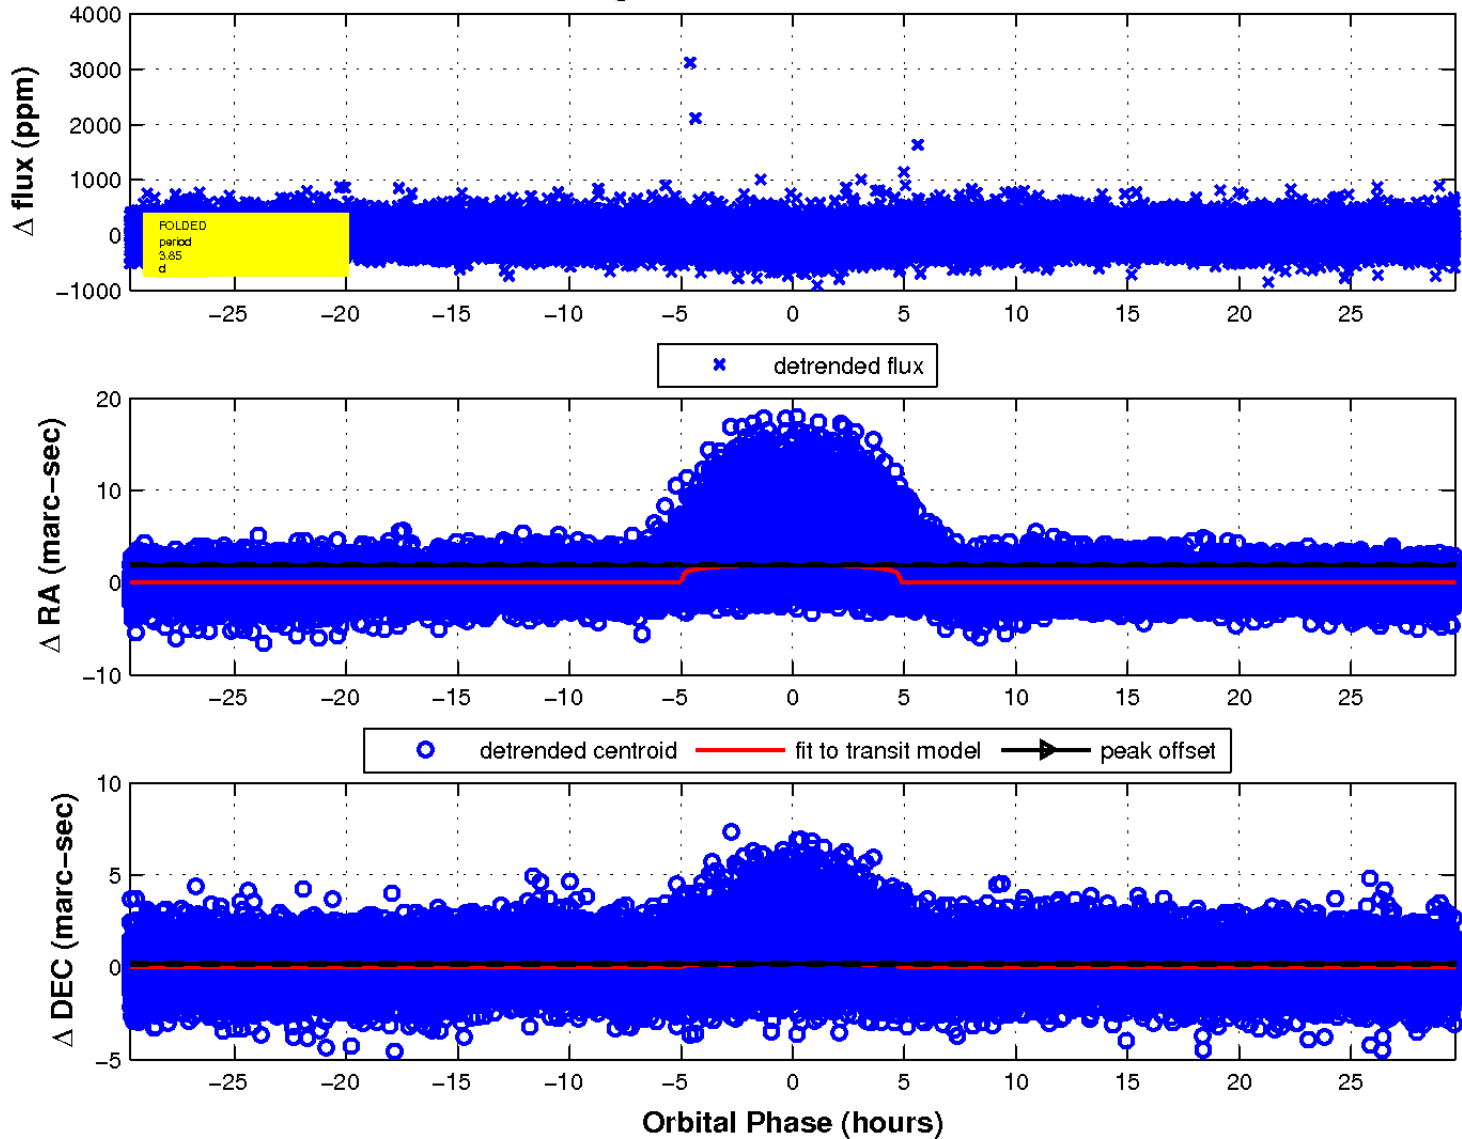 4000
3000
2000
1000
0
−1000
Δ flux (ppm)
FOLDED
period
3.85
d
−25 −20 −15 −10 −5 0 5 10 15 20 25
detrended flux
20
10
0
−10
Δ RA (marc−sec)
−25 −20 −15 −10 −5 0 5 10 15 20 25
detrended centroid fit to transit model peak offset
10
5
0
−5
Δ DEC (marc−sec)
−25 −20 −15 −10 −5 0 5 10 15 20 25
Orbital Phase (hours)